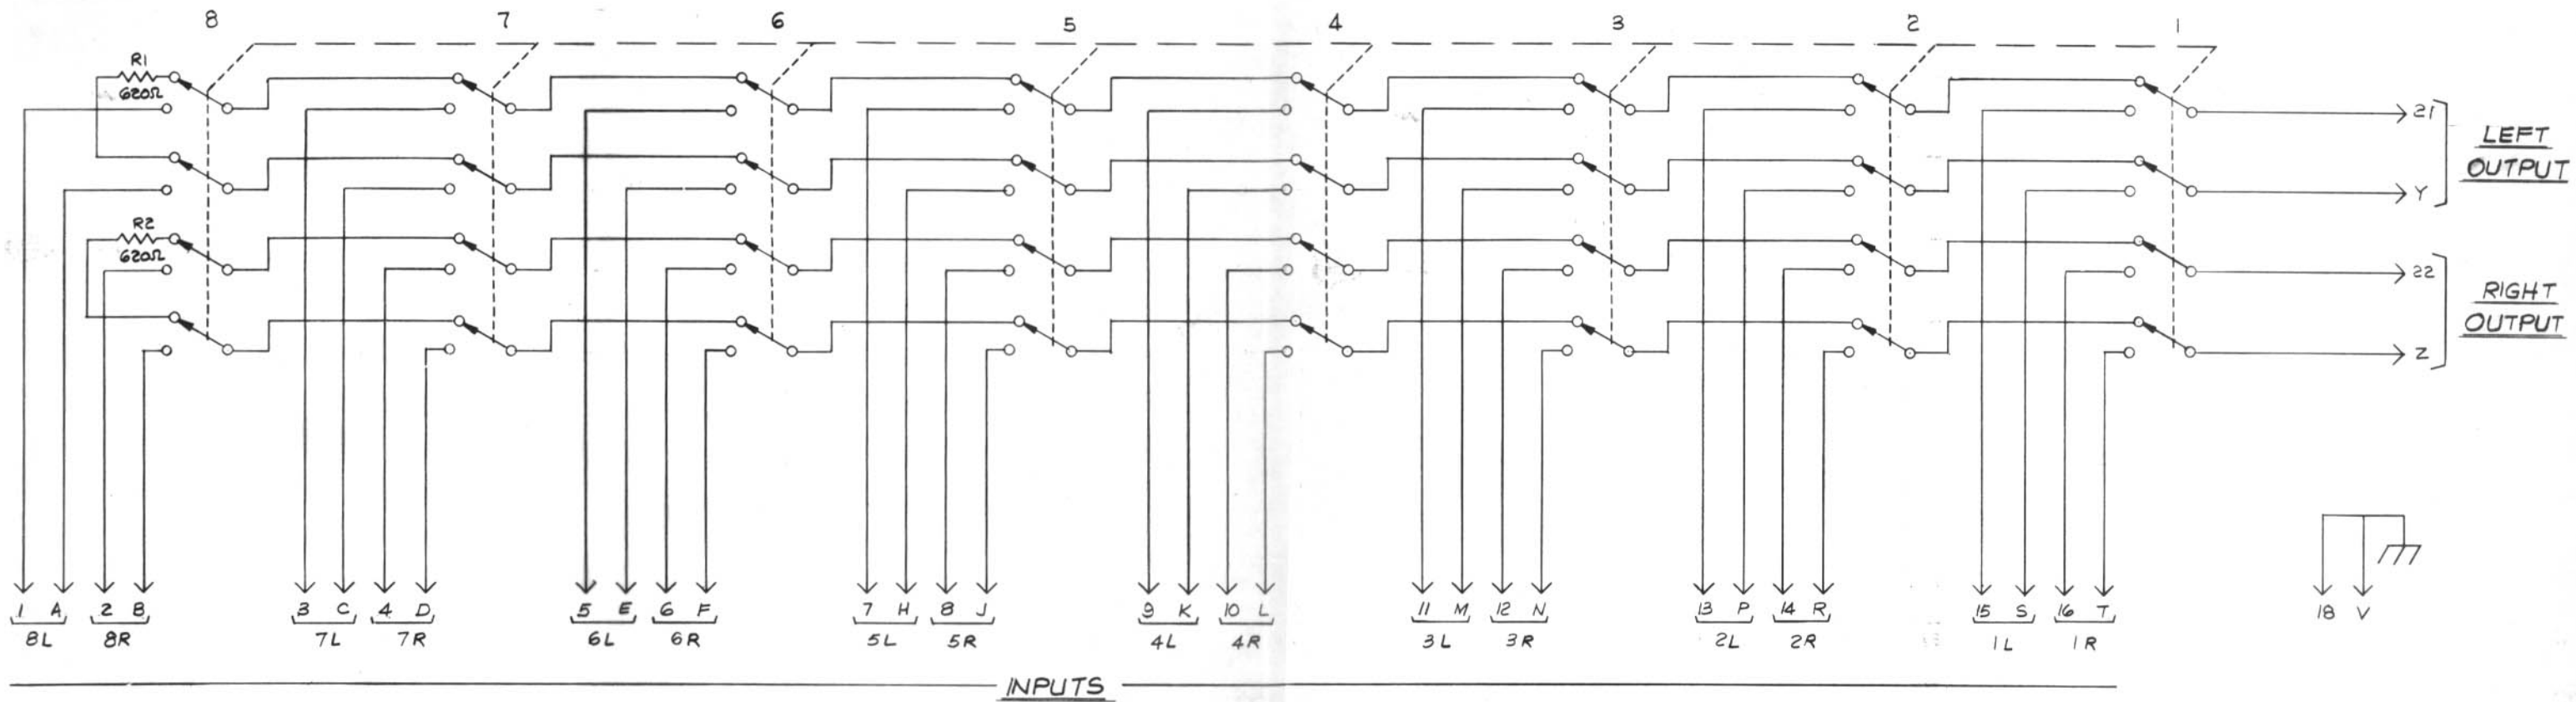 8 7 6 5 4 3 2 1
R1
620Ω
21
LEFT
OUTPUT
Y
R2
620Ω
22
RIGHT
OUTPUT
Z
1 A 2 B 3 C 4 D 5 E 6 F 7 H 8 J 9 K 10 L 11 M 12 N 13 P 14 R 15 S 16 T 18 V
8L 8R 7L 7R 6L 6R 5L 5R 4L 4R 3L 3R 2L 2R 1L 1R
INPUTS